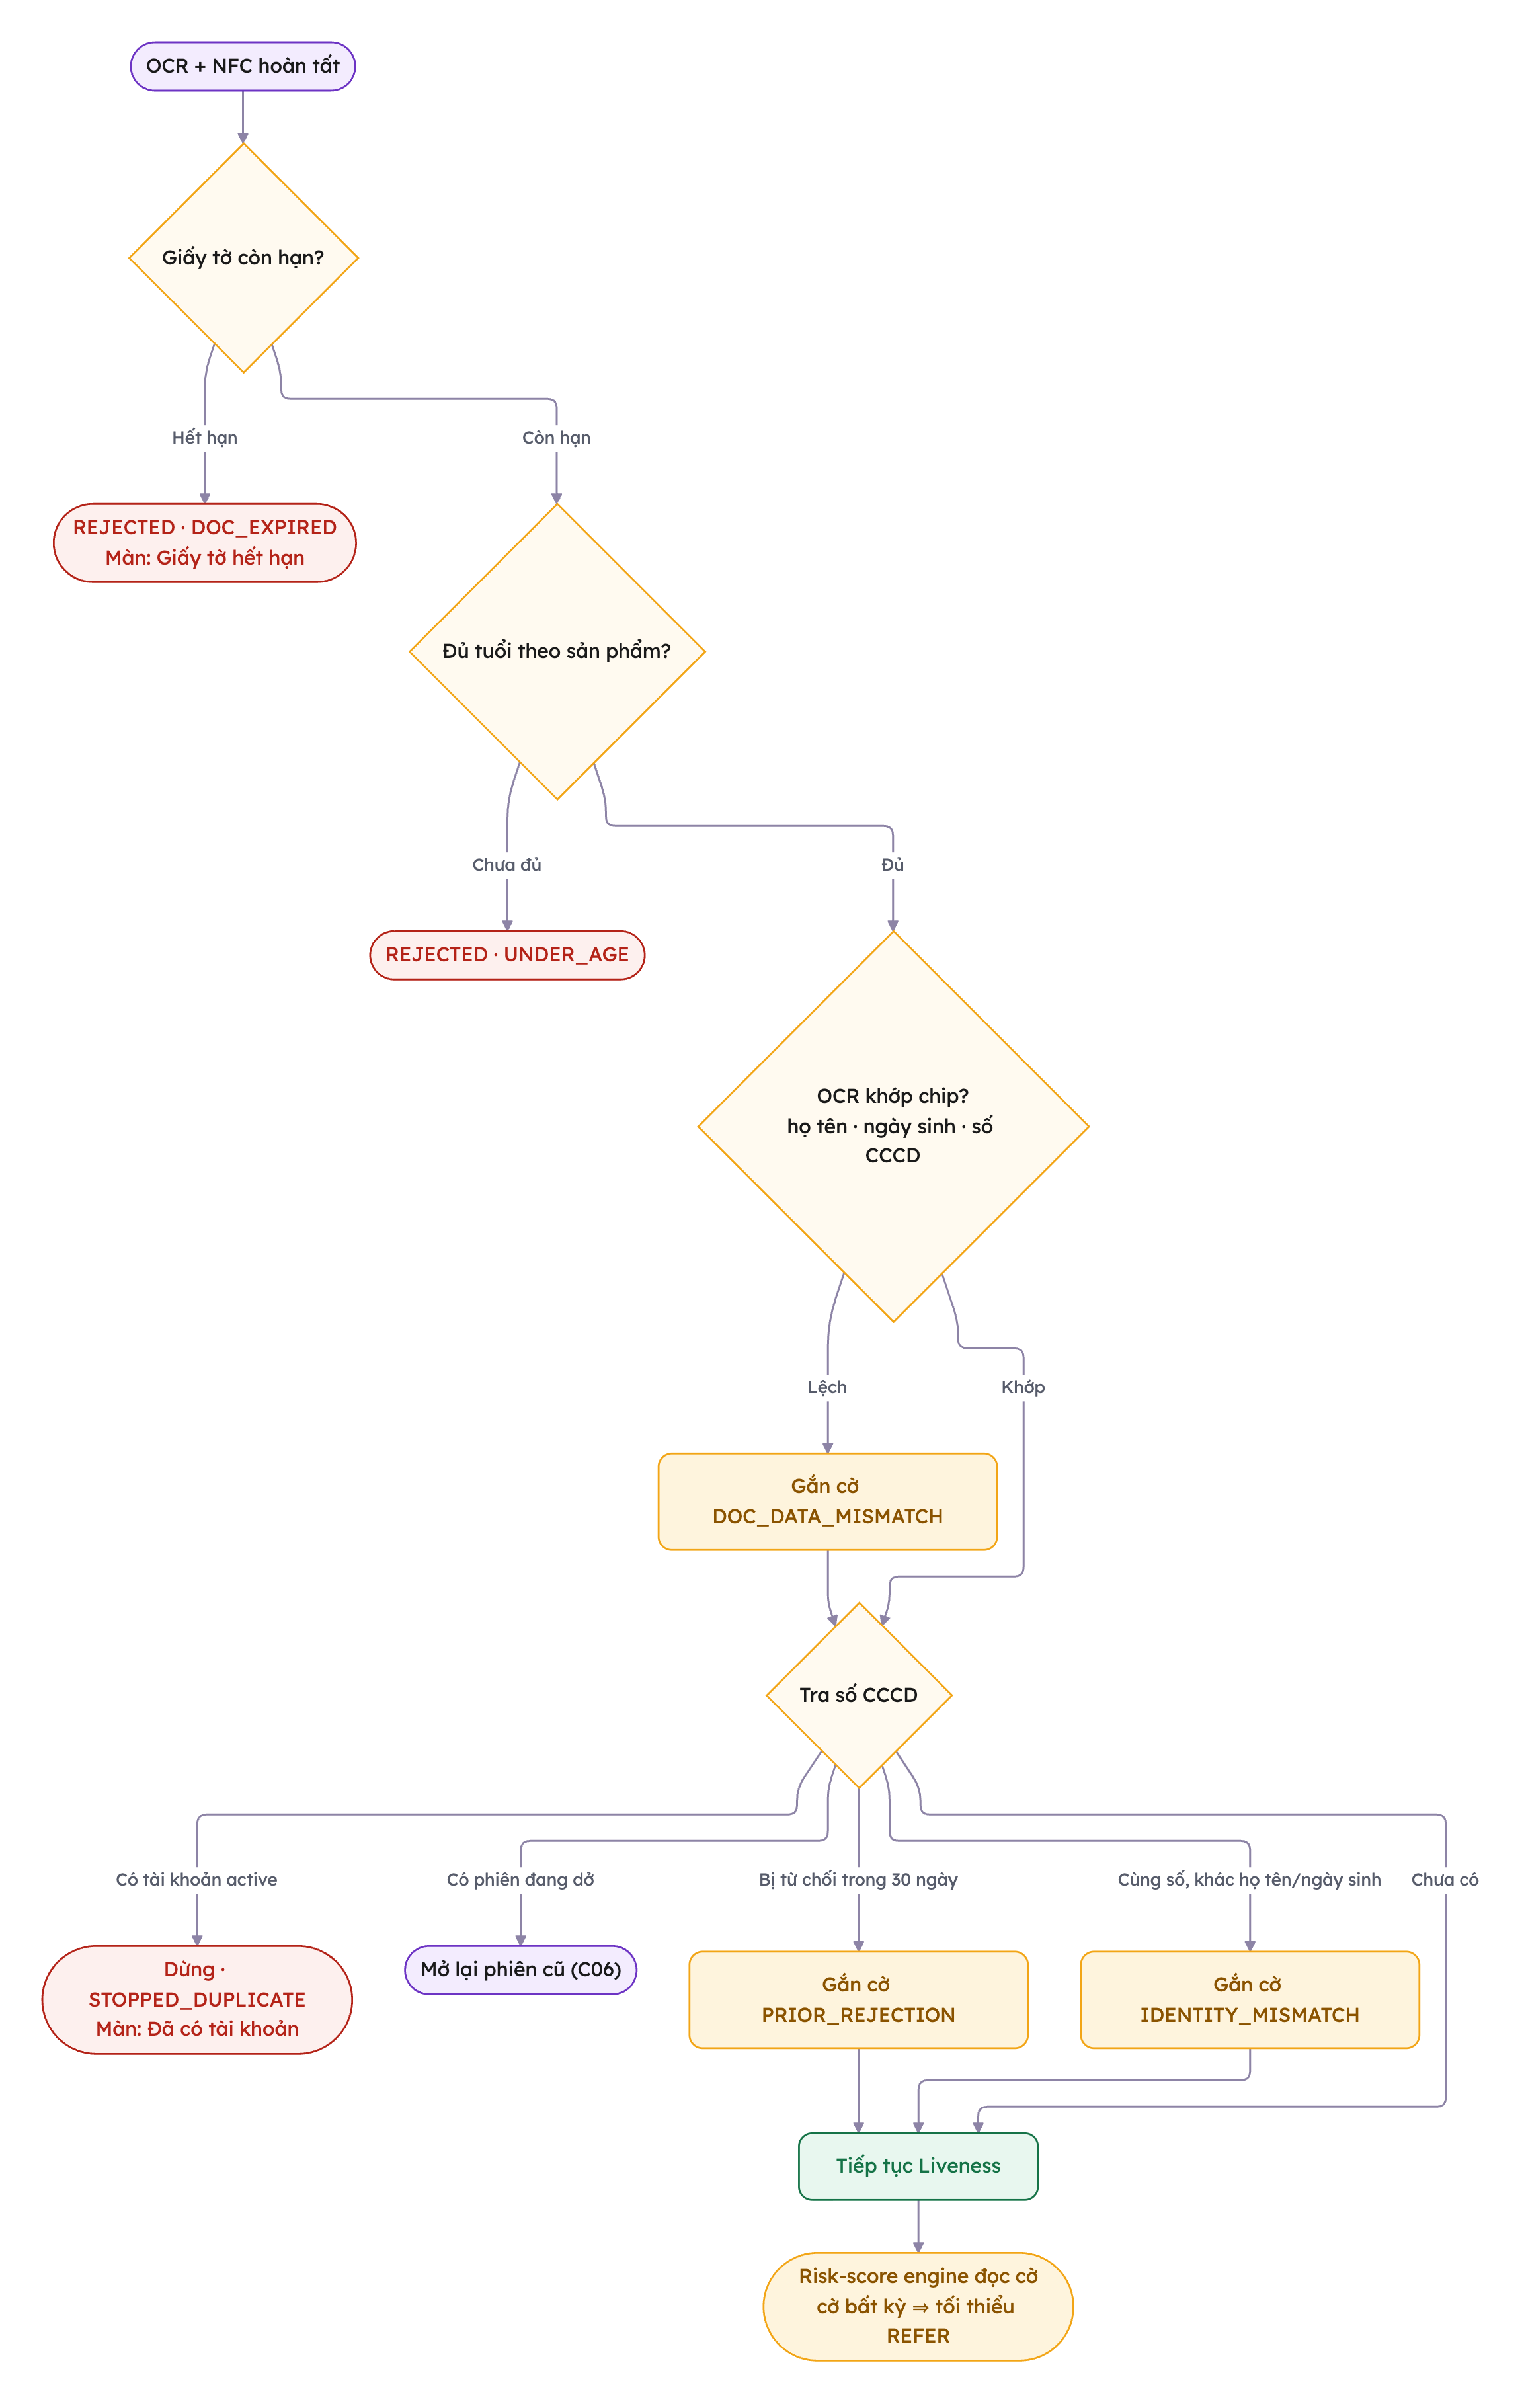 OCR + NFC hoàn tất
Giấy tờ còn hạn?
Hết hạn
Còn hạn
REJECTED · DOC_EXPIRED
Màn: Giấy tờ hết hạn
Đủ tuổi theo sản phẩm?
Chưa đủ
Đủ
REJECTED · UNDER_AGE
OCR khớp chip?
họ tên · ngày sinh · số
CCCD
Lệch
Khớp
Gắn cờ
DOC_DATA_MISMATCH
Tra số CCCD
Có tài khoản active
Có phiên đang dở
Bị từ chối trong 30 ngày
Cùng số, khác họ tên/ngày sinh
Chưa có
Dừng ·
STOPPED_DUPLICATE
Màn: Đã có tài khoản
Mở lại phiên cũ (C06)
Gắn cờ
PRIOR_REJECTION
Gắn cờ
IDENTITY_MISMATCH
Tiếp tục Liveness
Risk-score engine đọc cờ
cờ bất kỳ ⇒ tối thiểu
REFER